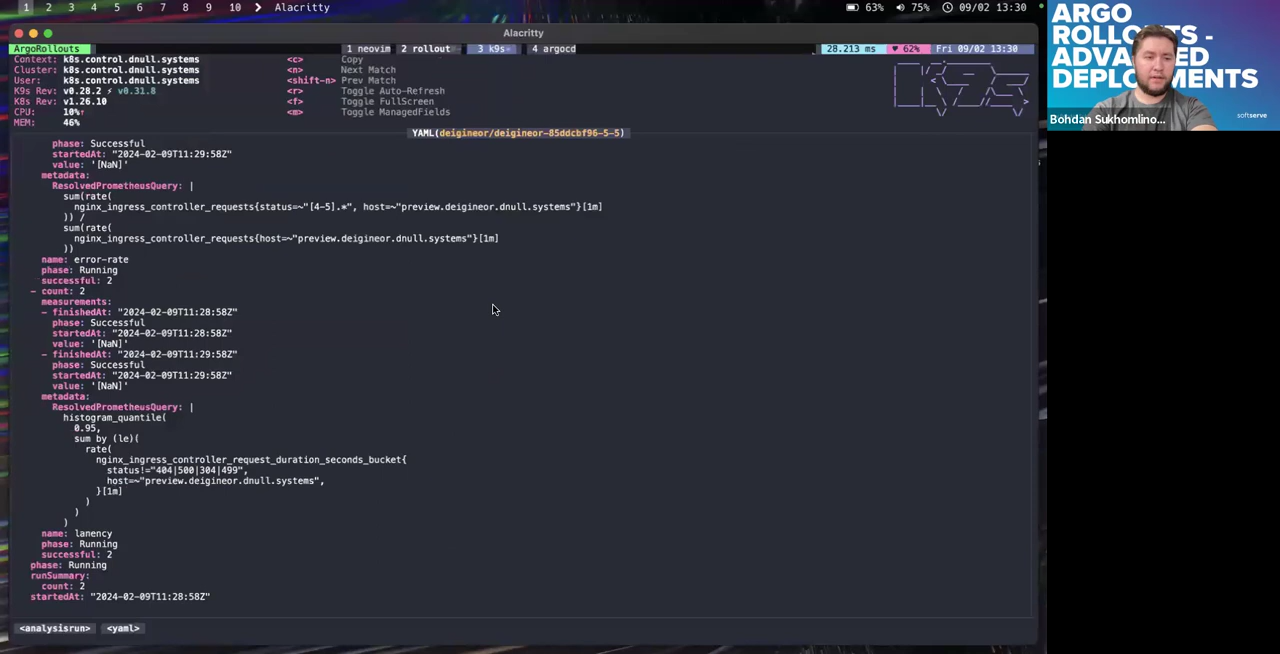 1 2 3 4 5 6 7 8 9 10 Alacritty 63% 75% 09/02 13:30
Alacritty
ArgoRollouts 1 neovim 2 rollout 3 k9s 4 argocd 28.213 ms ♥ 62% Fri 09/02 13:30
Context: k8s.control.dnull.systems <c> Copy
Cluster: k8s.control.dnull.systems <n> Next Match
User: k8s.control.dnull.systems <shift-n> Prev Match
K9s Rev: v0.28.2 ⚡ v0.31.8 <r> Toggle Auto-Refresh
K8s Rev: v1.26.10 <f> Toggle FullScreen
CPU: 10%↑ <m> Toggle ManagedFields
MEM: 46%
YAML(deigineor/deigineor-85ddcbf96-5-5)
phase: Successful
startedAt: "2024-02-09T11:29:58Z"
value: '[NaN]'
metadata:
ResolvedPrometheusQuery: |
sum(rate(
nginx_ingress_controller_requests{status=~"[4-5].*", host=~"preview.deigineor.dnull.systems"}[1m]
)) /
sum(rate(
nginx_ingress_controller_requests{host=~"preview.deigineor.dnull.systems"}[1m]
))
name: error-rate
phase: Running
successful: 2
- count: 2
measurements:
- finishedAt: "2024-02-09T11:28:58Z"
phase: Successful
startedAt: "2024-02-09T11:28:58Z"
value: '[NaN]'
- finishedAt: "2024-02-09T11:29:58Z"
phase: Successful
startedAt: "2024-02-09T11:29:58Z"
value: '[NaN]'
metadata:
ResolvedPrometheusQuery: |
histogram_quantile(
0.95,
sum by (le)(
rate(
nginx_ingress_controller_request_duration_seconds_bucket{
status!="404|500|304|499",
host=~"preview.deigineor.dnull.systems",
}[1m]
)
)
)
name: lanency
phase: Running
successful: 2
phase: Running
runSummary:
count: 2
startedAt: "2024-02-09T11:28:58Z"
<analysisrun> <yaml>
ARGO
ROLLOUTS -
ADVANCED
DEPLOYMENTS
softserve
Bohdan Sukhomlino...